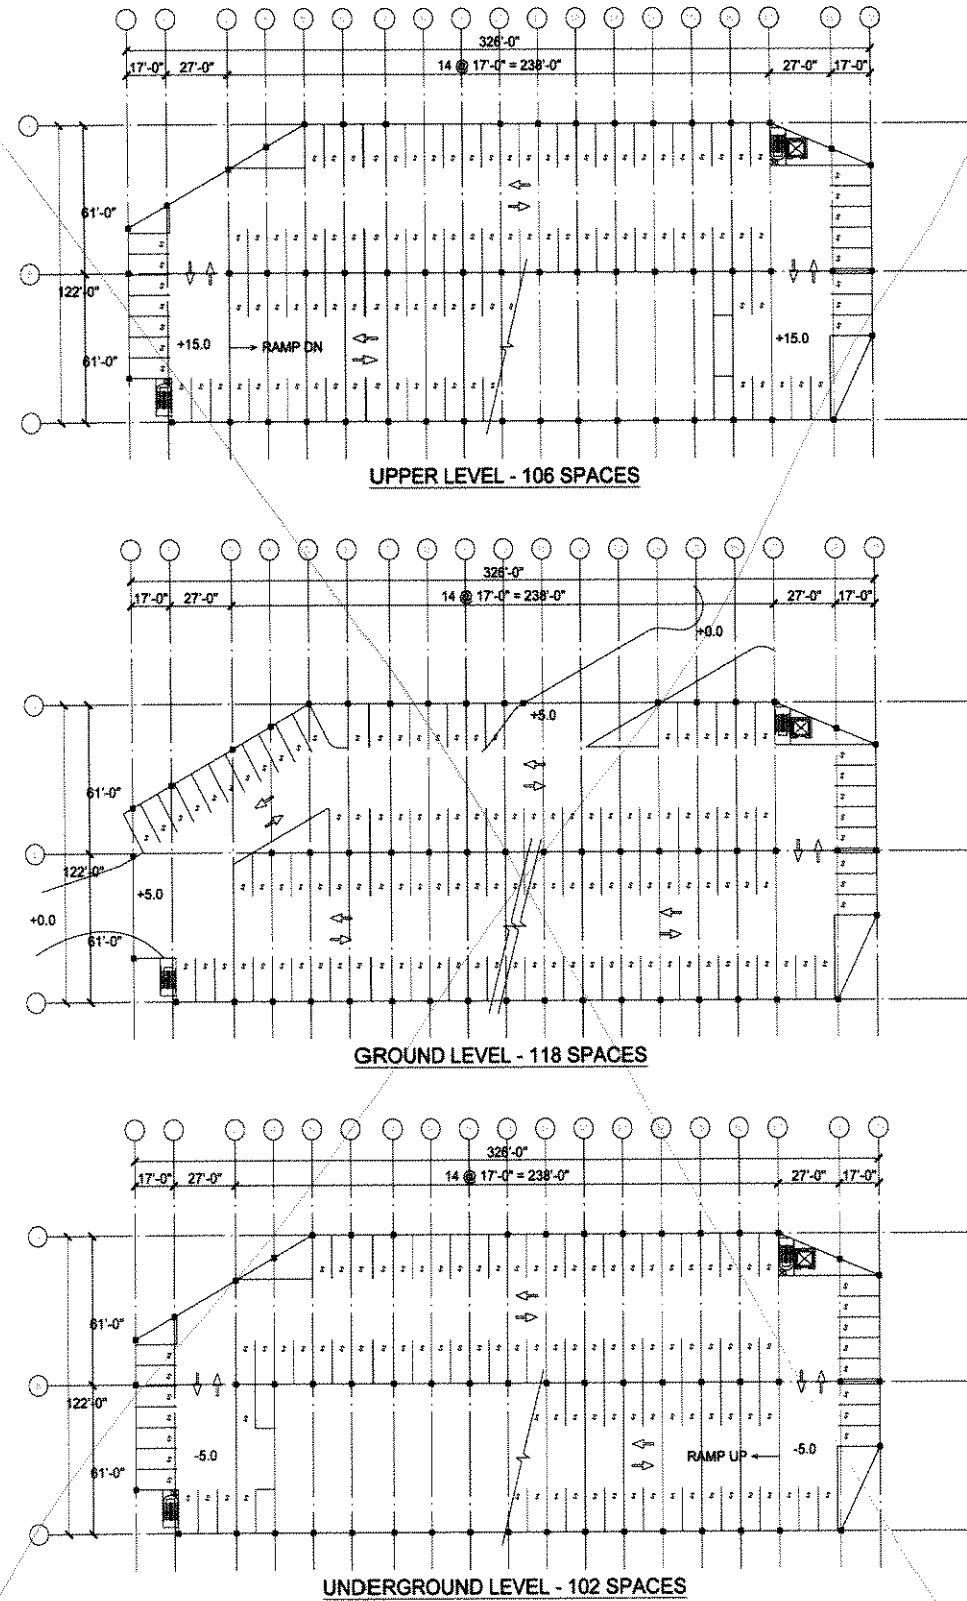 326'-0"
17'-0" 27'-0" 14 @ 17'-0" = 238'-0" 27'-0" 17'-0"
61'-0"
122'-0"
+15.0 RAMP DN +15.0
61'-0"
UPPER LEVEL - 106 SPACES
326'-0"
17'-0" 27'-0" 14 @ 17'-0" = 238'-0" 27'-0" 17'-0"
+0.0
+5.0
61'-0"
122'-0"
+5.0
+0.0
61'-0"
GROUND LEVEL - 118 SPACES
326'-0"
17'-0" 27'-0" 14 @ 17'-0" = 238'-0" 27'-0" 17'-0"
61'-0"
122'-0"
-5.0 RAMP UP -5.0
61'-0"
UNDERGROUND LEVEL - 102 SPACES